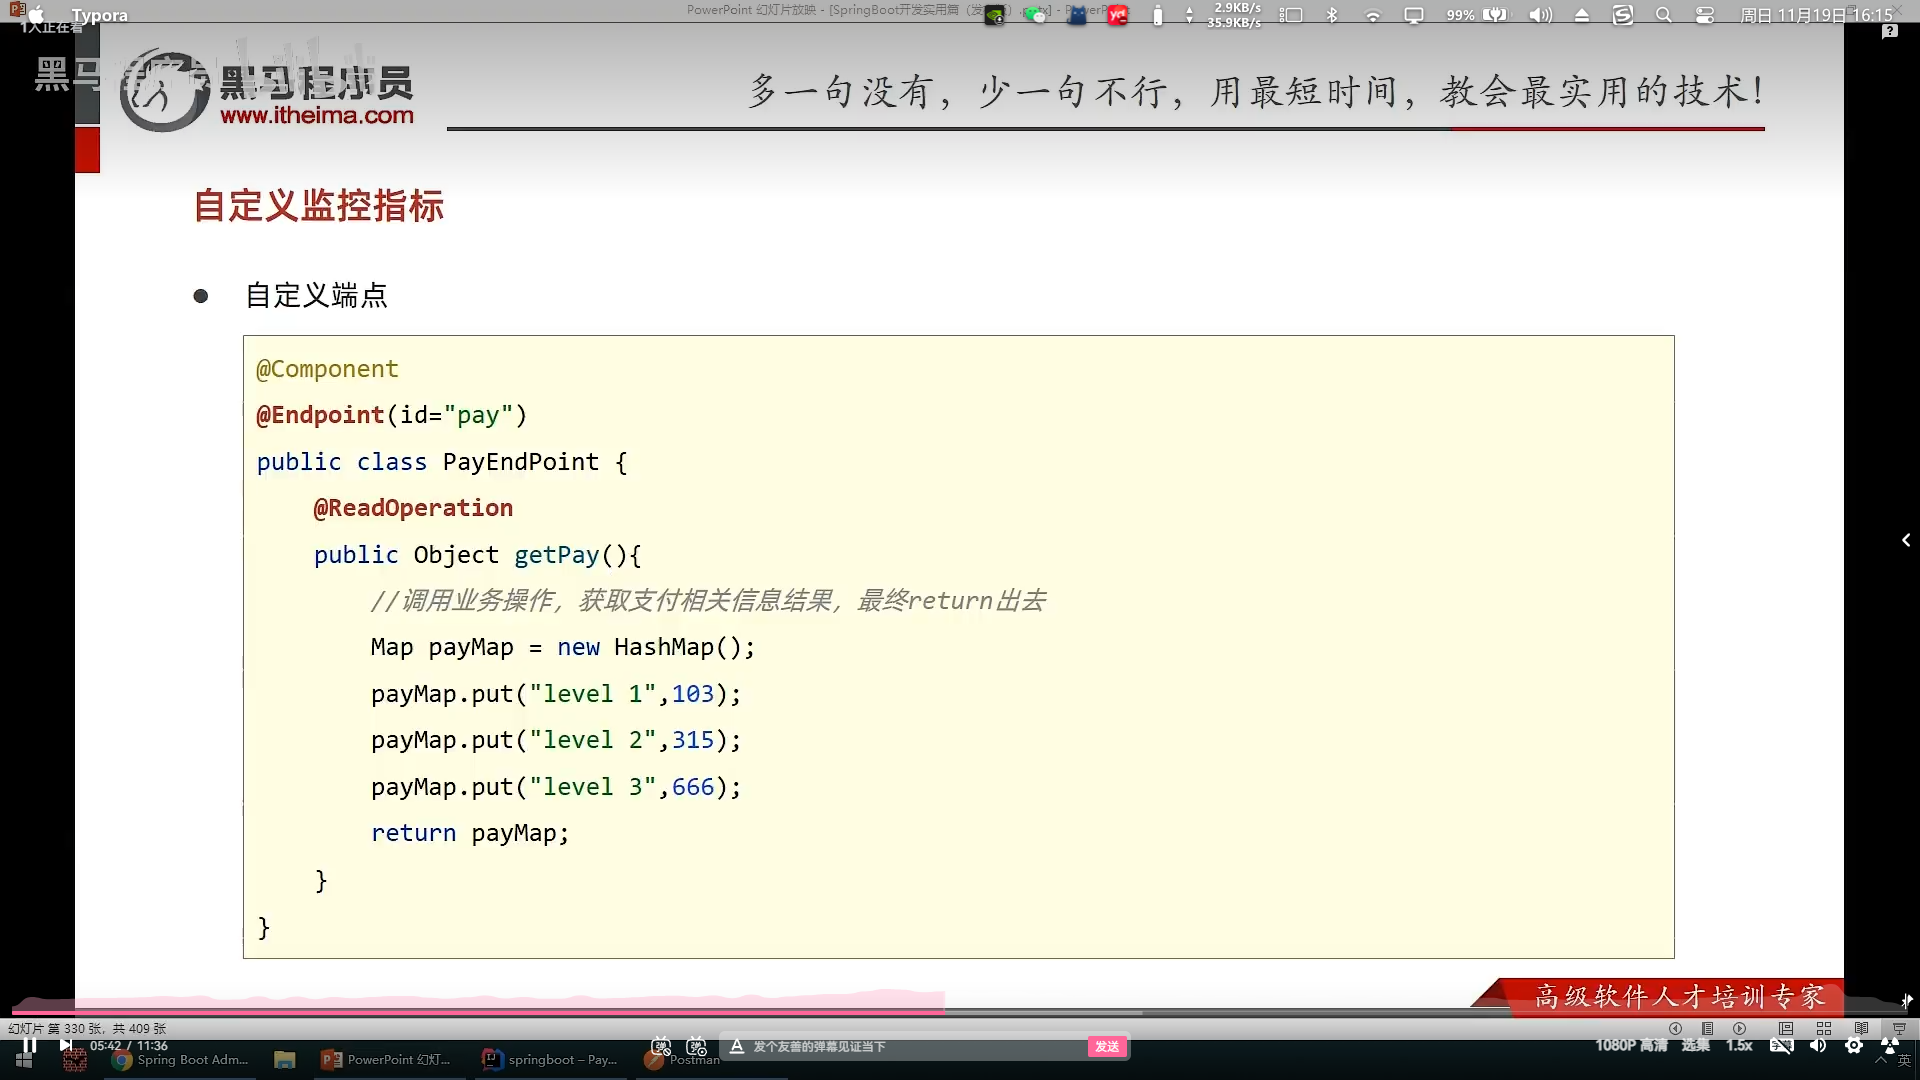 PowerPoint 幻灯片放映 - [SpringBoot开发实用篇
Typora
2.9KB/s
35.9KB/s
99%
周日 11月19日 16:15
1人正在看
黑马程序员
www.itheima.com
多一句没有，少一句不行，用最短时间，教会最实用的技术！
自定义监控指标
● 自定义端点
@Component
@Endpoint(id="pay")
public class PayEndPoint {
    @ReadOperation
    public Object getPay(){
        //调用业务操作，获取支付相关信息结果，最终return出去
        Map payMap = new HashMap();
        payMap.put("level 1",103);
        payMap.put("level 2",315);
        payMap.put("level 3",666);
        return payMap;
    }
}
高级软件人才培训专家
幻灯片 第 330 张，共 409 张
05:42 / 11:36
发个友善的弹幕见证当下
发送
1080P 高清
选集
1.5x
Spring Boot Adm...
PowerPoint 幻灯...
springboot – Pay...
Postman
英